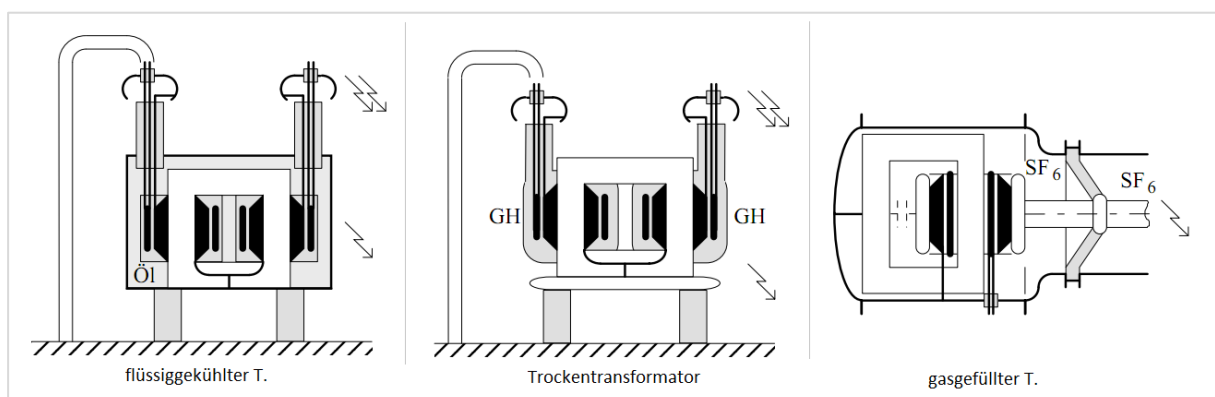 Öl
flüssiggekühlter T.
GH
GH
Trockentransformator
SF6
SF6
gasgefüllter T.